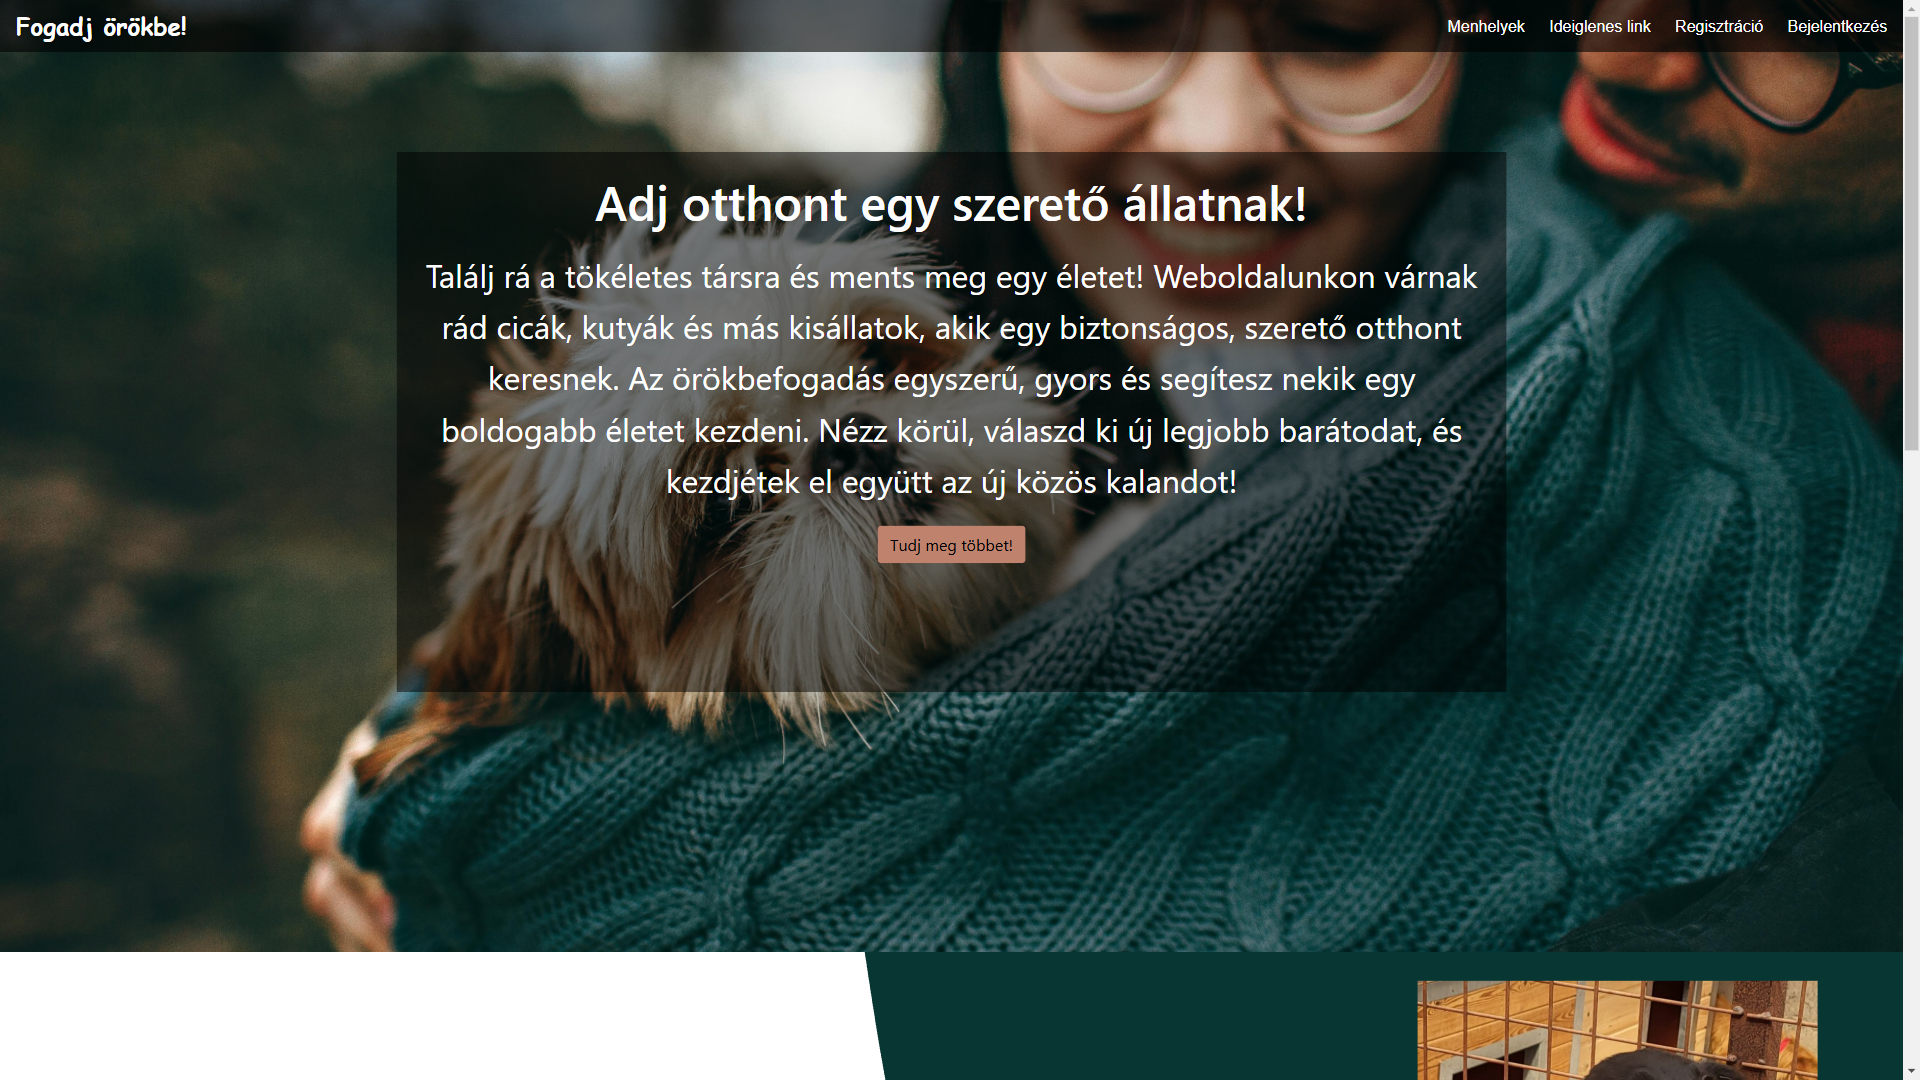 Fogadj örökbe!
Menhelyek Ideiglenes link Regisztráció Bejelentkezés
Adj otthont egy szerető állatnak!
Találj rá a tökéletes társra és ments meg egy életet! Weboldalunkon várnak
rád cicák, kutyák és más kisállatok, akik egy biztonságos, szerető otthont
keresnek. Az örökbefogadás egyszerű, gyors és segítesz nekik egy
boldogabb életet kezdeni. Nézz körül, válaszd ki új legjobb barátodat, és
kezdjétek el együtt az új közös kalandot!
Tudj meg többet!